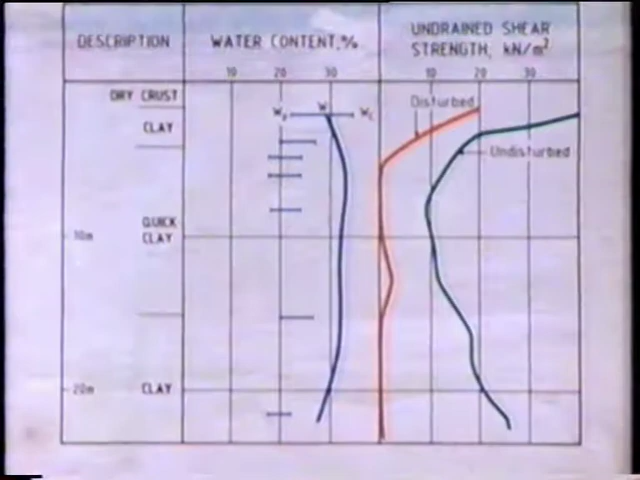 DESCRIPTION
WATER CONTENT,%
UNDRAINED SHEAR
STRENGTH, kN/m²
10 20 30
10 20 30
DRY CRUST
CLAY
QUICK
CLAY
CLAY
10m
20m
Wp W WL
Disturbed
Undisturbed